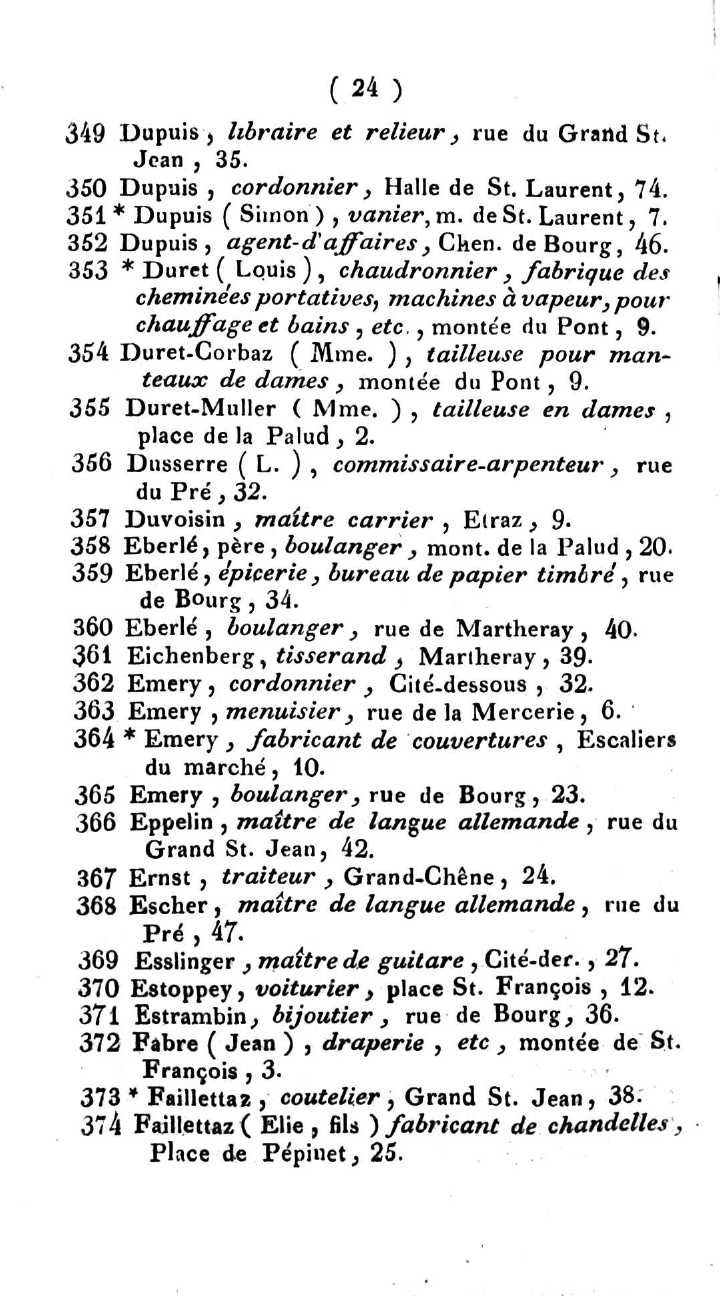 ( 24 )
349 Dupuis, libraire et relieur, rue du Grand St.
Jean, 35.
350 Dupuis, cordonnier, Halle de St. Laurent, 74.
351 * Dupuis ( Simon ), vanier, m. de St. Laurent, 7.
352 Dupuis, agent-d'affaires, Chen. de Bourg, 46.
353 * Duret ( Louis ), chaudronnier, fabrique des
cheminées portatives, machines à vapeur, pour
chauffage et bains, etc., montée du Pont, 9.
354 Duret-Corbaz ( Mme. ), tailleuse pour man-
teaux de dames, montée du Pont, 9.
355 Duret-Muller ( Mme. ), tailleuse en dames,
place de la Palud, 2.
356 Dusserre ( L. ), commissaire-arpenteur, rue
du Pré, 32.
357 Duvoisin, maître carrier, Etraz, 9.
358 Eberlé, père, boulanger, mont. de la Palud, 20.
359 Eberlé, épicerie, bureau de papier timbré, rue
de Bourg, 34.
360 Eberlé, boulanger, rue de Martheray, 40.
361 Eichenberg, tisserand, Martheray, 39.
362 Emery, cordonnier, Cité-dessous, 32.
363 Emery, menuisier, rue de la Mercerie, 6.
364 * Emery, fabricant de couvertures, Escaliers
du marché, 10.
365 Emery, boulanger, rue de Bourg, 23.
366 Eppelin, maître de langue allemande, rue du
Grand St. Jean, 42.
367 Ernst, traiteur, Grand-Chêne, 24.
368 Escher, maître de langue allemande, rue du
Pré, 47.
369 Esslinger, maître de guitare, Cité-der., 27.
370 Estoppey, voiturier, place St. François, 12.
371 Estrambin, bijoutier, rue de Bourg, 36.
372 Fabre ( Jean ), draperie, etc, montée de St.
François, 3.
373 * Faillettaz, coutelier, Grand St. Jean, 38.
374 Faillettaz ( Elie, fils ) fabricant de chandelles,
Place de Pépinet, 25.